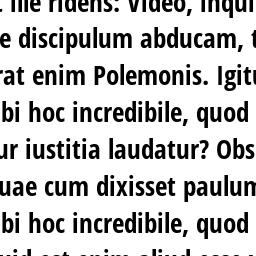 ille ridens: Video, inqui
e discipulum abducam, t
rat enim Polemonis. Igitu
bi hoc incredibile, quod
ur iustitia laudatur? Obs
uae cum dixisset paulum
bi hoc incredibile, quod